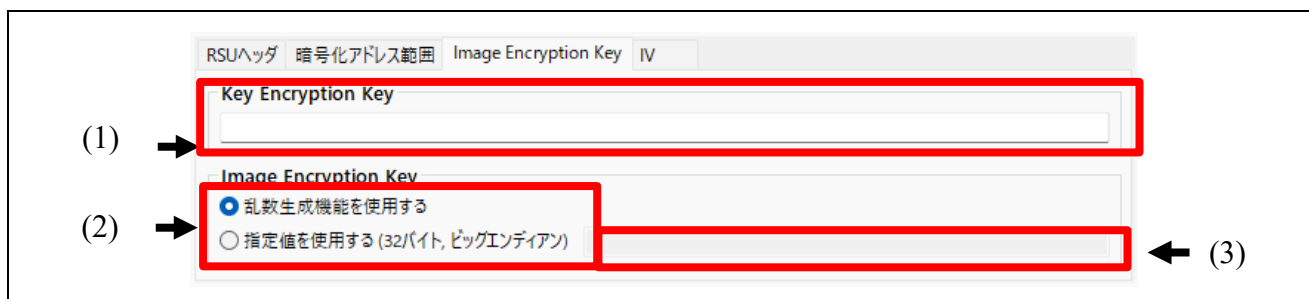 RSUヘッダ 暗号化アドレス範囲 Image Encryption Key IV
Key Encryption Key
(1)
Image Encryption Key
乱数生成機能を使用する
(2)
指定値を使用する (32バイト, ビッグエンディアン)
(3)